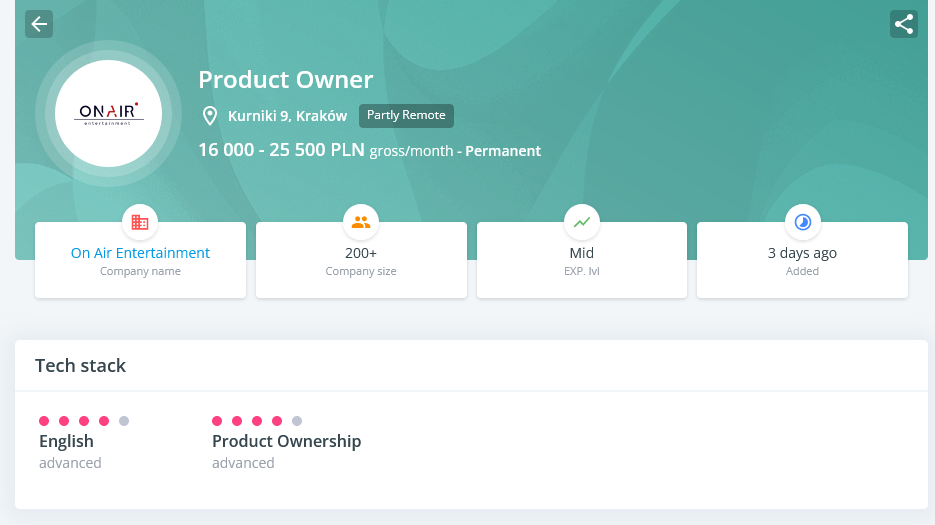 Product Owner
ONAIR
entertainment
Kurniki 9, Kraków Partly Remote
16 000 - 25 500 PLN gross/month - Permanent
On Air Entertainment
Company name
200+
Company size
Mid
EXP. lvl
3 days ago
Added
Tech stack
English
advanced
Product Ownership
advanced